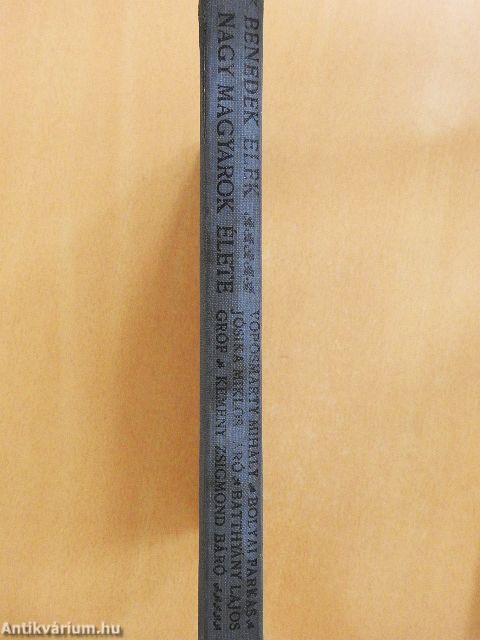 BENEDEK ELEK
NAGY MAGYAROK ÉLETE
VÖRÖSMARTY MIHÁLY BOLYAI FARKAS
JÓSIKA MIKLÓS BATTHYÁNY LAJOS
GRÓF KEMÉNY ZSIGMOND BÁRÓ
Antikvárium.hu